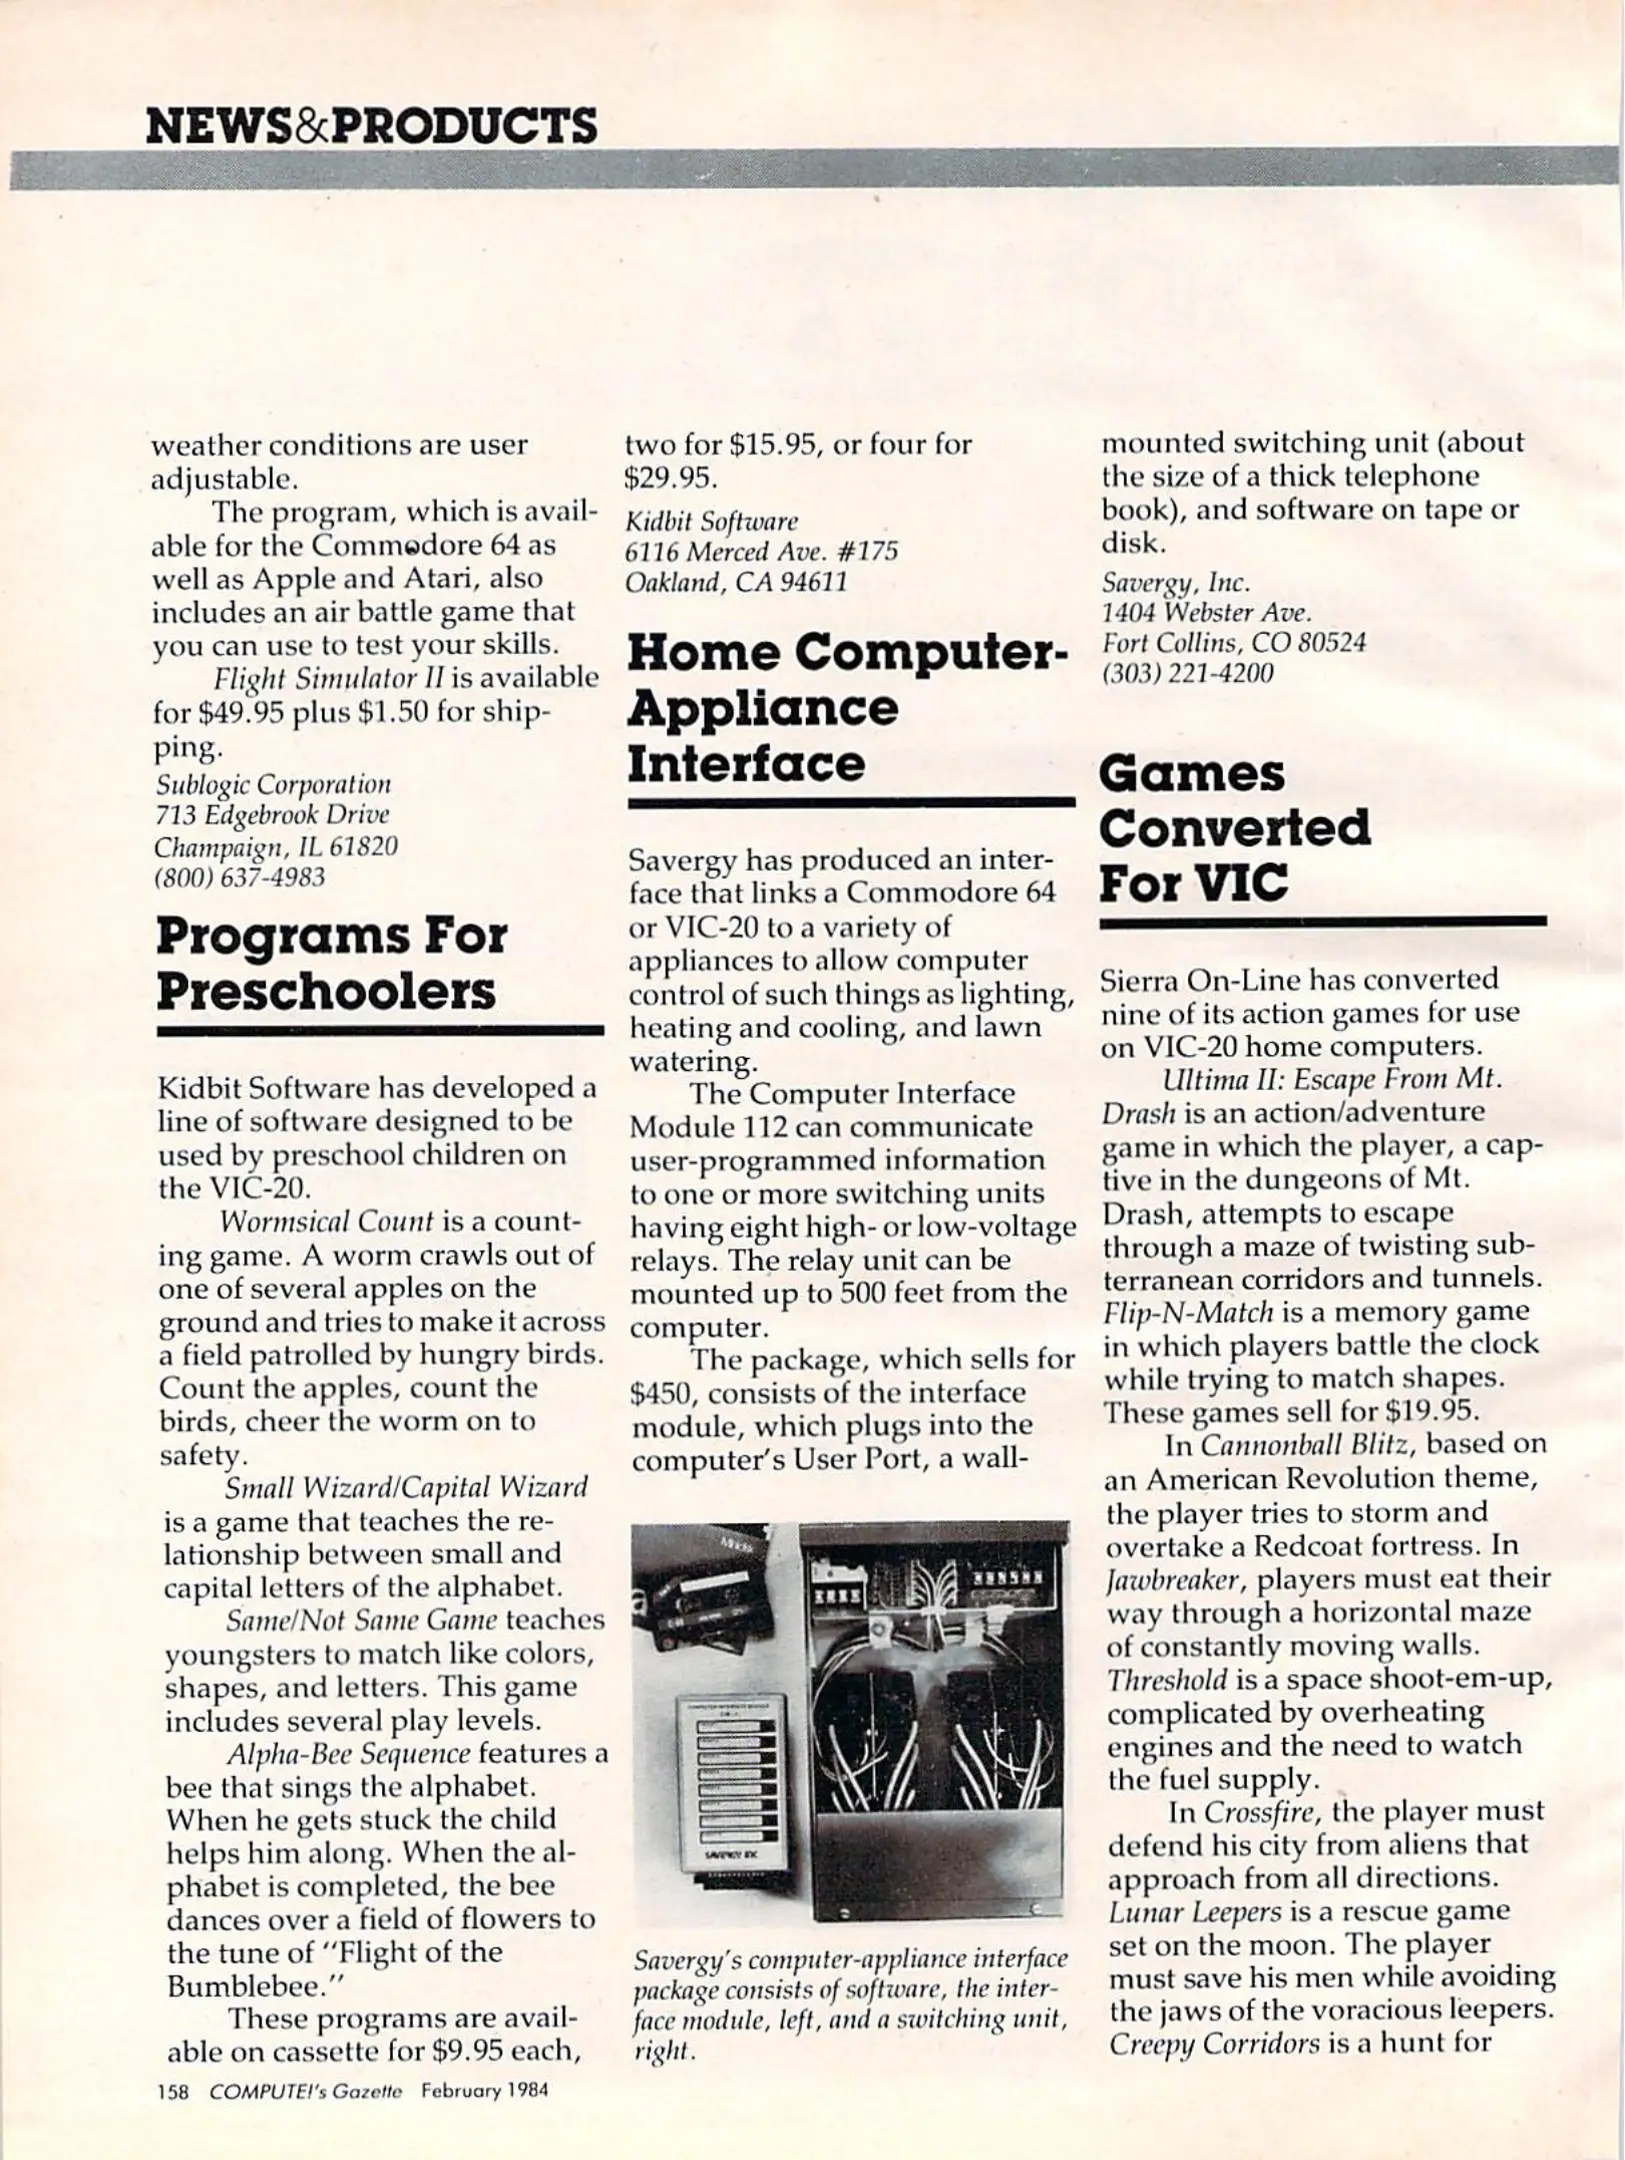 NEWS&PRODUCTS
weather conditions are user
adjustable.
The program, which is avail-
able for the Commodore 64 as
well as Apple and Atari, also
includes an air battle game that
you can use to test your skills.
Flight Simulator II is available
for $49.95 plus $1.50 for ship-
ping.
Sublogic Corporation
713 Edgebrook Drive
Champaign, IL 61820
(800) 637-4983
Programs For
Preschoolers
Kidbit Software has developed a
line of software designed to be
used by preschool children on
the VIC-20.
Wormsical Count is a count-
ing game. A worm crawls out of
one of several apples on the
ground and tries to make it across
a field patrolled by hungry birds.
Count the apples, count the
birds, cheer the worm on to
safety.
Small Wizard/Capital Wizard
is a game that teaches the re-
lationship between small and
capital letters of the alphabet.
Same/Not Same Game teaches
youngsters to match like colors,
shapes, and letters. This game
includes several play levels.
Alpha-Bee Sequence features a
bee that sings the alphabet.
When he gets stuck the child
helps him along. When the al-
phabet is completed, the bee
dances over a field of flowers to
the tune of "Flight of the
Bumblebee."
These programs are avail-
able on cassette for $9.95 each,
two for $15.95, or four for
$29.95.
Kidbit Software
6116 Merced Ave. #175
Oakland, CA 94611
Home Computer-
Appliance
Interface
Savergy has produced an inter-
face that links a Commodore 64
or VIC-20 to a variety of
appliances to allow computer
control of such things as lighting,
heating and cooling, and lawn
watering.
The Computer Interface
Module 112 can communicate
user-programmed information
to one or more switching units
having eight high- or low-voltage
relays. The relay unit can be
mounted up to 500 feet from the
computer.
The package, which sells for
$450, consists of the interface
module, which plugs into the
computer's User Port, a wall-
COMPUTER INTERFACE MODULE
SAVERGY INC
Savergy's computer-appliance interface
package consists of software, the inter-
face module, left, and a switching unit,
right.
mounted switching unit (about
the size of a thick telephone
book), and software on tape or
disk.
Savergy, Inc.
1404 Webster Ave.
Fort Collins, CO 80524
(303) 221-4200
Games
Converted
For VIC
Sierra On-Line has converted
nine of its action games for use
on VIC-20 home computers.
Ultima II: Escape From Mt.
Drash is an action/adventure
game in which the player, a cap-
tive in the dungeons of Mt.
Drash, attempts to escape
through a maze of twisting sub-
terranean corridors and tunnels.
Flip-N-Match is a memory game
in which players battle the clock
while trying to match shapes.
These games sell for $19.95.
In Cannonball Blitz, based on
an American Revolution theme,
the player tries to storm and
overtake a Redcoat fortress. In
Jawbreaker, players must eat their
way through a horizontal maze
of constantly moving walls.
Threshold is a space shoot-em-up,
complicated by overheating
engines and the need to watch
the fuel supply.
In Crossfire, the player must
defend his city from aliens that
approach from all directions.
Lunar Leepers is a rescue game
set on the moon. The player
must save his men while avoiding
the jaws of the voracious leepers.
Creepy Corridors is a hunt for
158 COMPUTE!'s Gazette February 1984